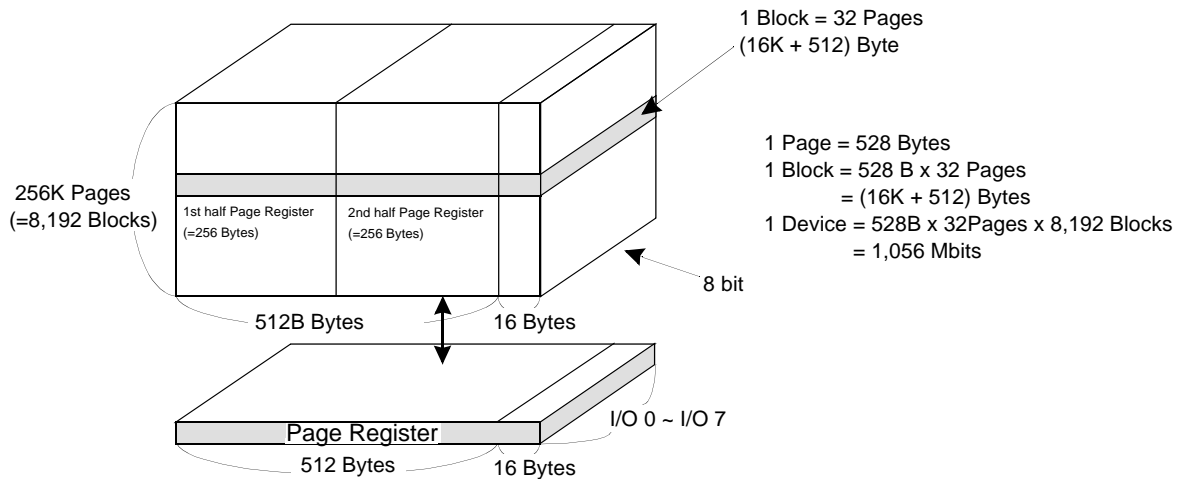 1 Block = 32 Pages
(16K + 512) Byte
1 Page = 528 Bytes
1 Block = 528 B x 32 Pages
= (16K + 512) Bytes
1 Device = 528B x 32Pages x 8,192 Blocks
= 1,056 Mbits
256K Pages
(=8,192 Blocks)
1st half Page Register
(=256 Bytes)
2nd half Page Register
(=256 Bytes)
8 bit
512B Bytes
16 Bytes
I/O 0 ~ I/O 7
Page Register
512 Bytes
16 Bytes